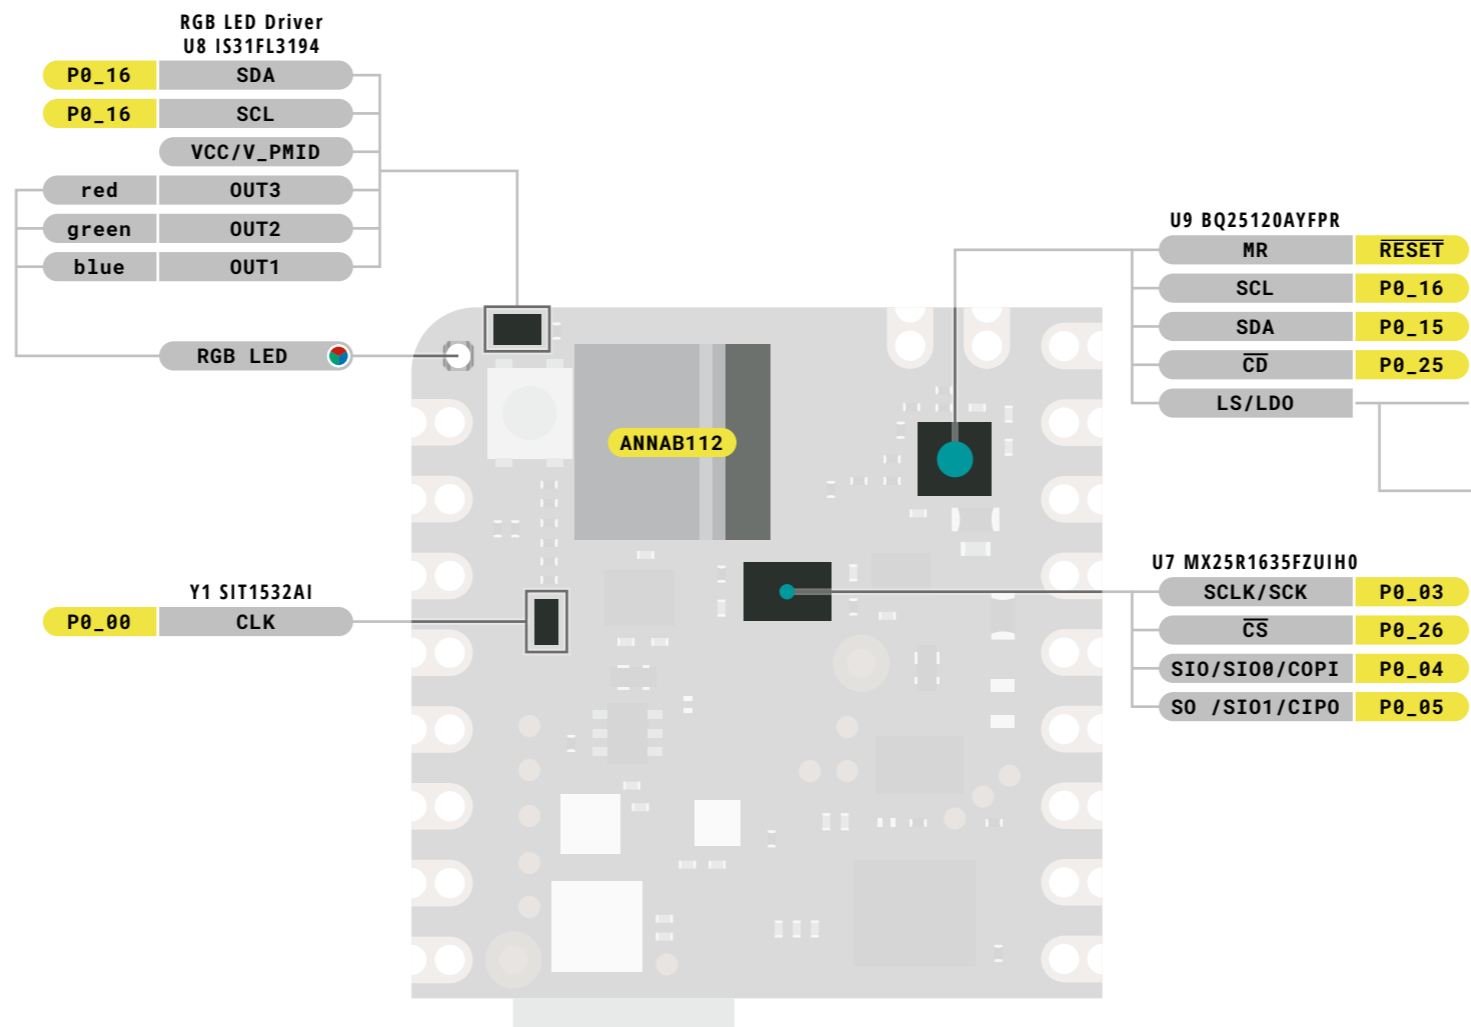 RGB LED Driver
U8 IS31FL3194
P0_16 SDA
P0_16 SCL
VCC/V_PMID
red OUT3
green OUT2
blue OUT1
RGB LED
Y1 SIT1532AI
P0_00 CLK
ANNAB112
U9 BQ25120AYFPR
MR RESET
SCL P0_16
SDA P0_15
CD P0_25
LS/LDO
U7 MX25R1635FZUIH0
SCLK/SCK P0_03
CS P0_26
SIO/SIO0/COPI P0_04
SO /SIO1/CIPO P0_05